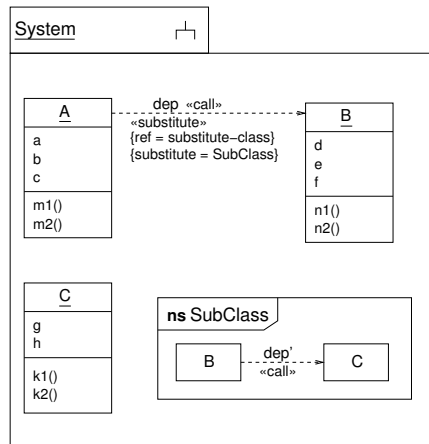 System
A
a
b
c
m1()
m2()
dep «call»
«substitute»
{ref = substitute−class}
{substitute = SubClass}
B
d
e
f
n1()
n2()
C
g
h
k1()
k2()
ns SubClass
B
dep'
«call»
C